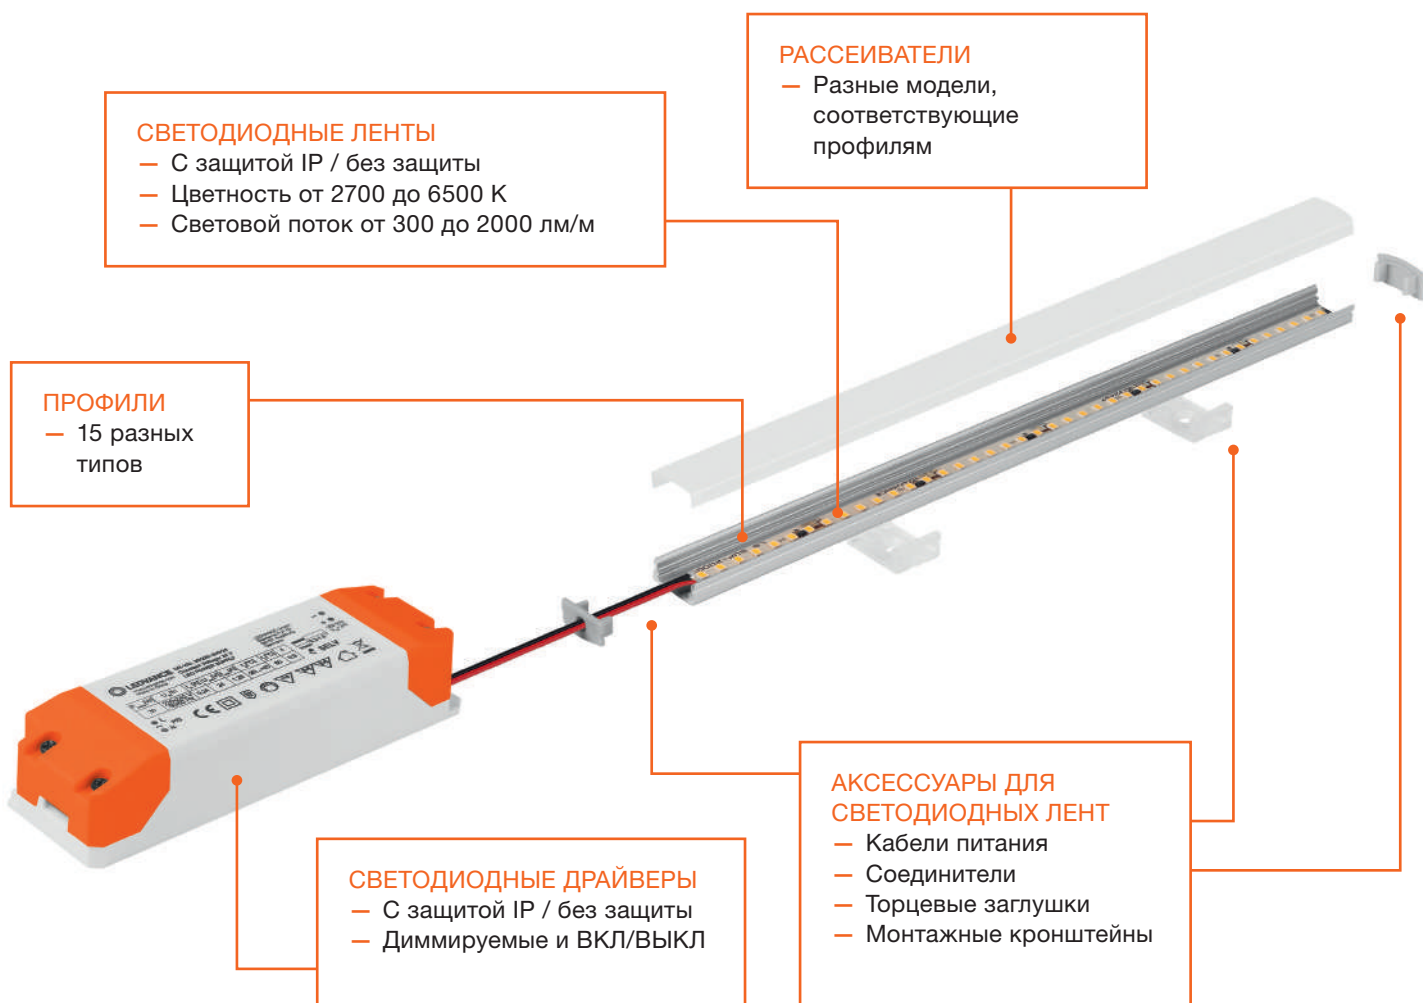 РАССЕИВАТЕЛИ
— Разные модели,
соответствующие
профилям
СВЕТОДИОДНЫЕ ЛЕНТЫ
— С защитой IP / без защиты
— Цветность от 2700 до 6500 К
— Световой поток от 300 до 2000 лм/м
ПРОФИЛИ
— 15 разных
типов
LEDVANCE
АКСЕССУАРЫ ДЛЯ
СВЕТОДИОДНЫХ ЛЕНТ
— Кабели питания
— Соединители
— Торцевые заглушки
— Монтажные кронштейны
СВЕТОДИОДНЫЕ ДРАЙВЕРЫ
— С защитой IP / без защиты
— Диммируемые и ВКЛ/ВЫКЛ